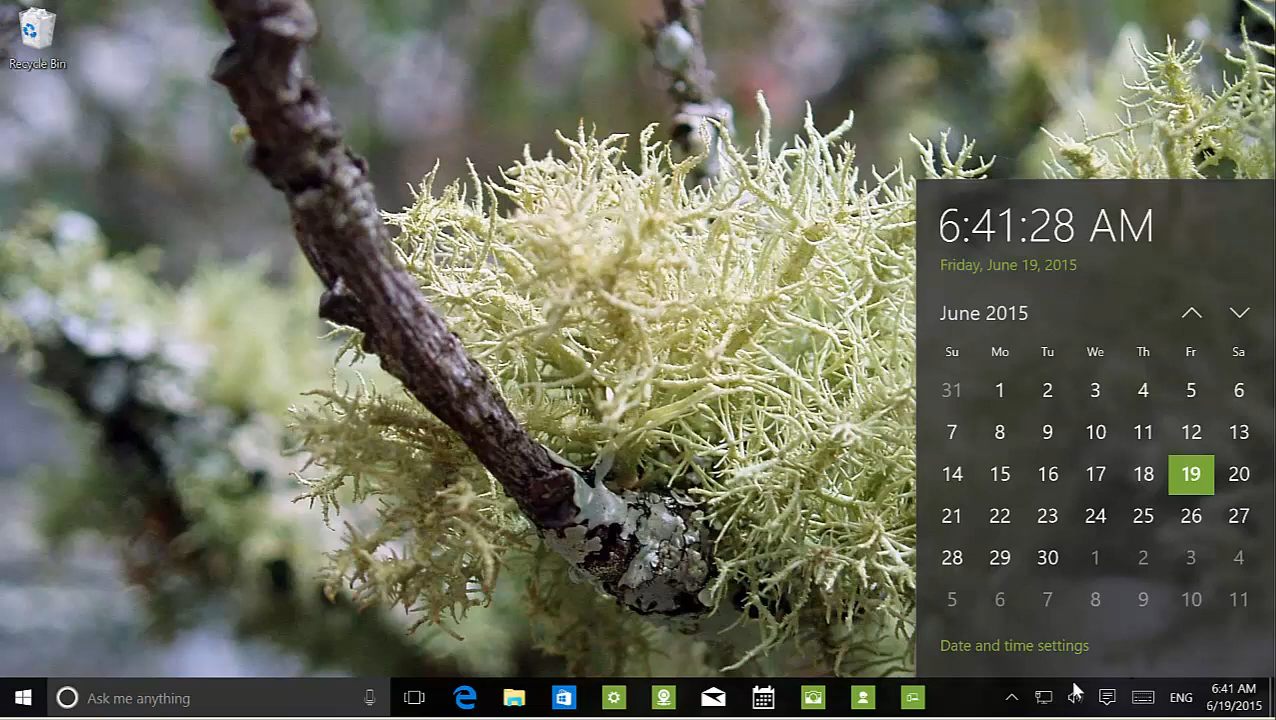 Recycle Bin
6:41:28 AM
Friday, June 19, 2015
June 2015
Su Mo Tu We Th Fr Sa
31 1 2 3 4 5 6
7 8 9 10 11 12 13
14 15 16 17 18 19 20
21 22 23 24 25 26 27
28 29 30 1 2 3 4
5 6 7 8 9 10 11
Date and time settings
Ask me anything
ENG
6:41 AM
6/19/2015